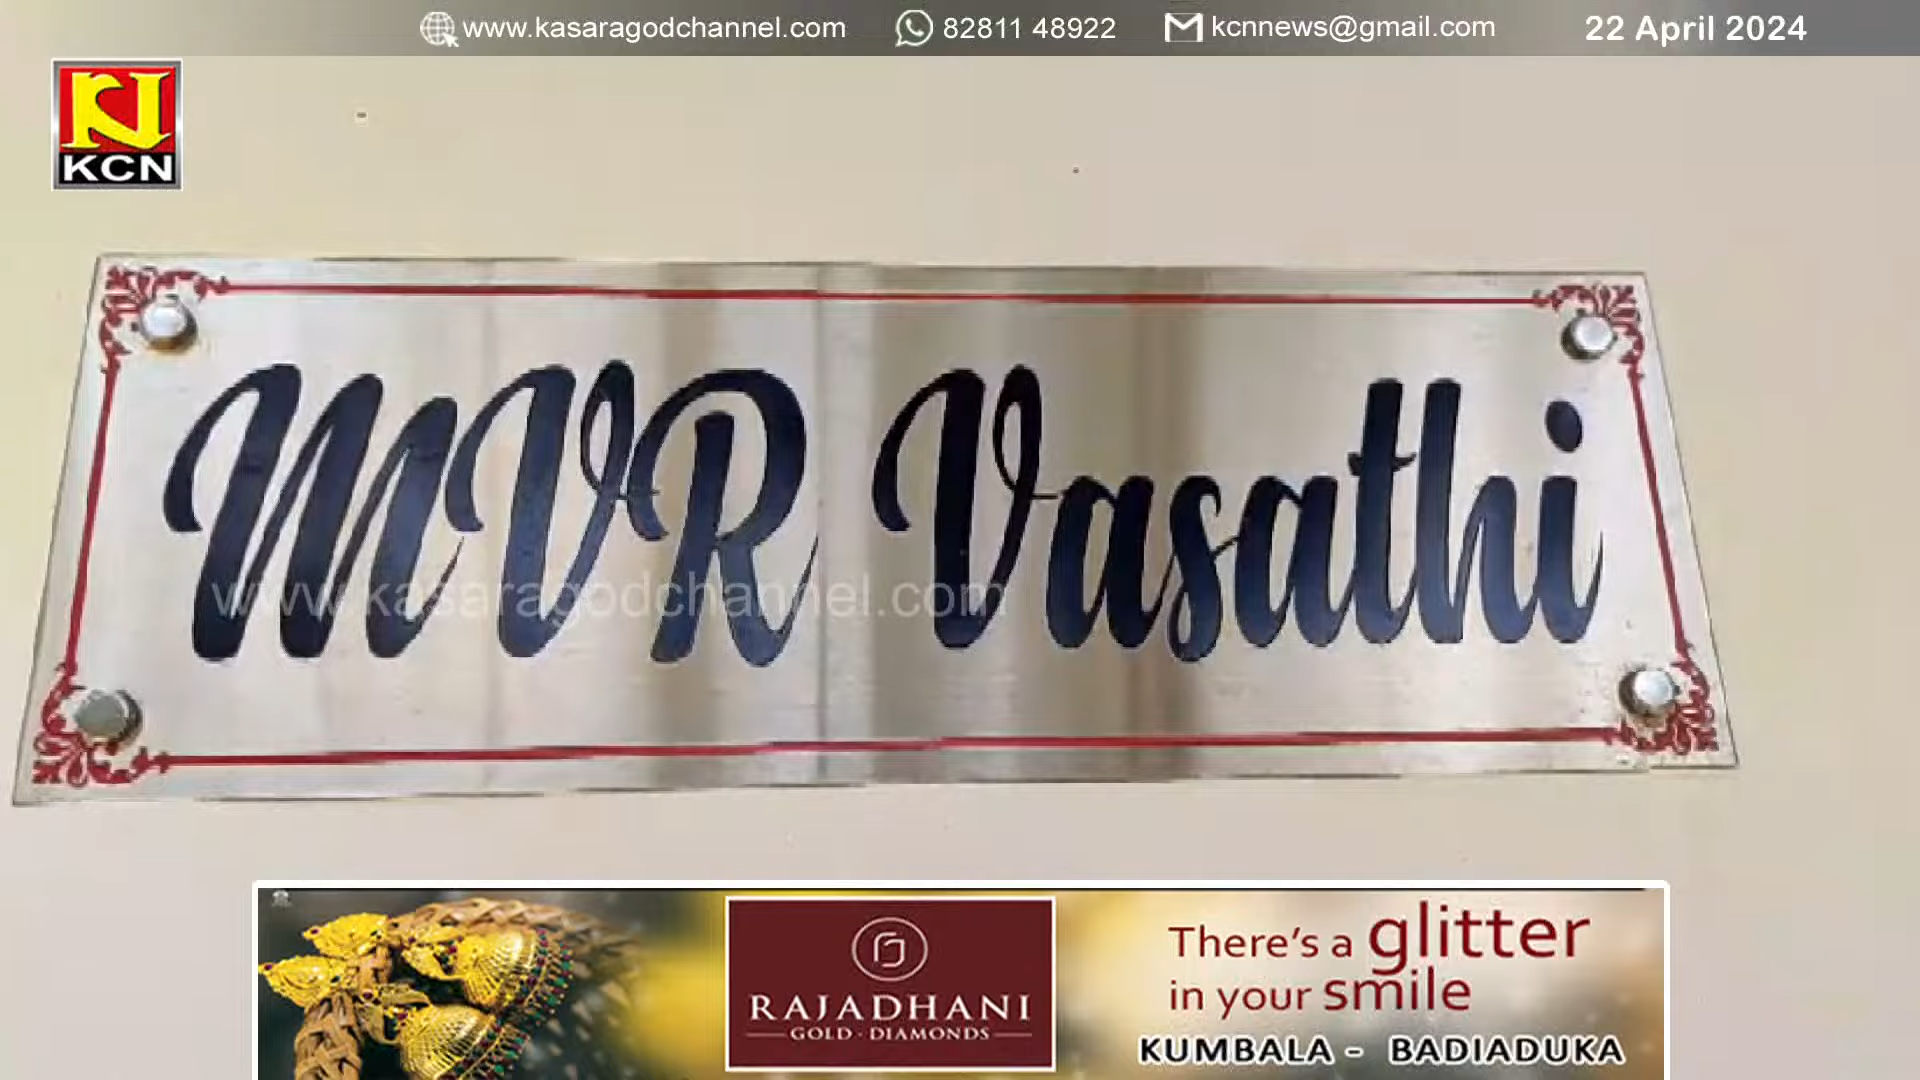 www.kasaragodchannel.com 82811 48922 kcnnews@gmail.com 22 April 2024
KCN
MVR Vasathi
www.kasaragodchannel.com
RAJADHANI
GOLD · DIAMONDS
There's a glitter
in your smile
KUMBALA - BADIADUKA